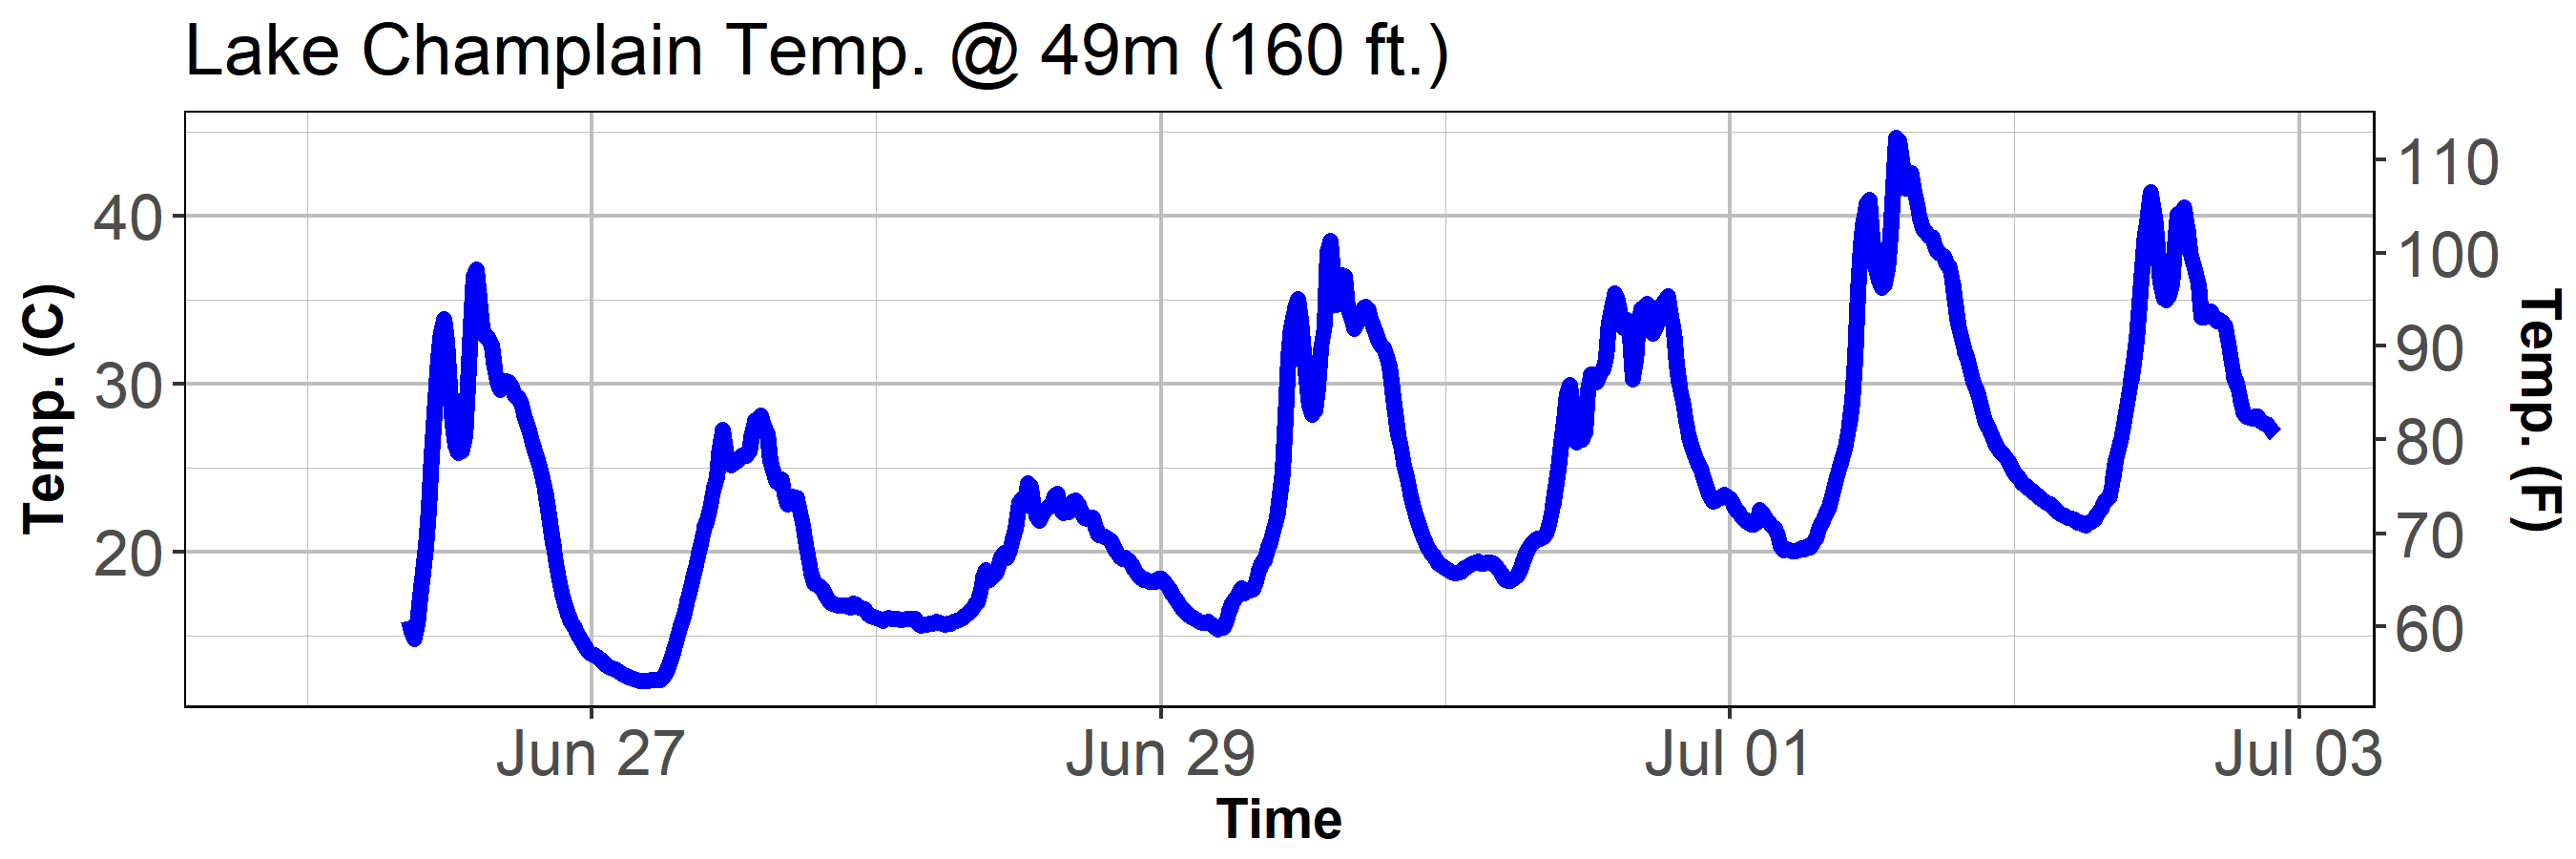 Lake Champlain Temp. @ 49m (160 ft.)
Temp. (C)
40
30
20
110
100
90
80
70
60
Temp. (F)
Jun 27
Jun 29
Jul 01
Jul 03
Time